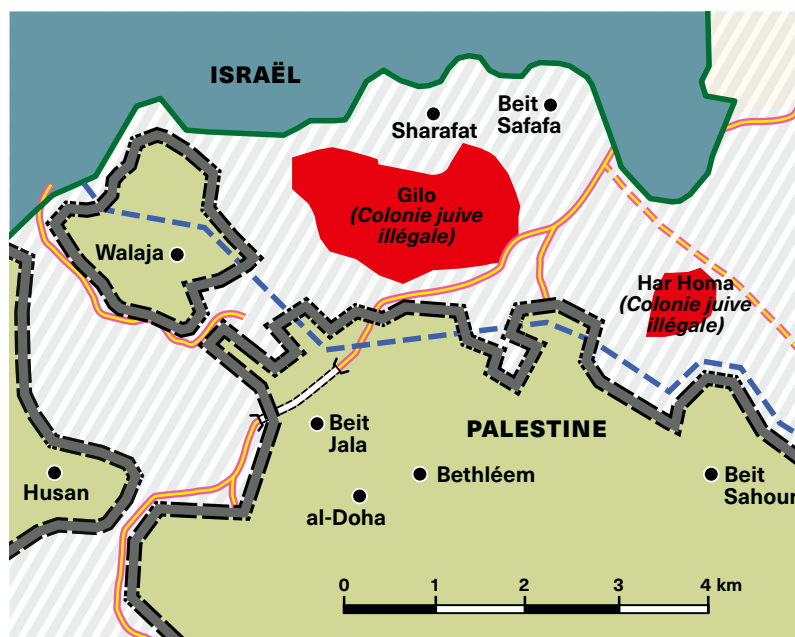 ISRAËL
Sharafat
Beit
Safafa
Gilo
(Colonie juive
illégale)
Walaja
Har Homa
(Colonie juive
illégale)
Beit
Jala
PALESTINE
Husan
Bethléem
Beit
Sahour
al-Doha
0 1 2 3 4 km